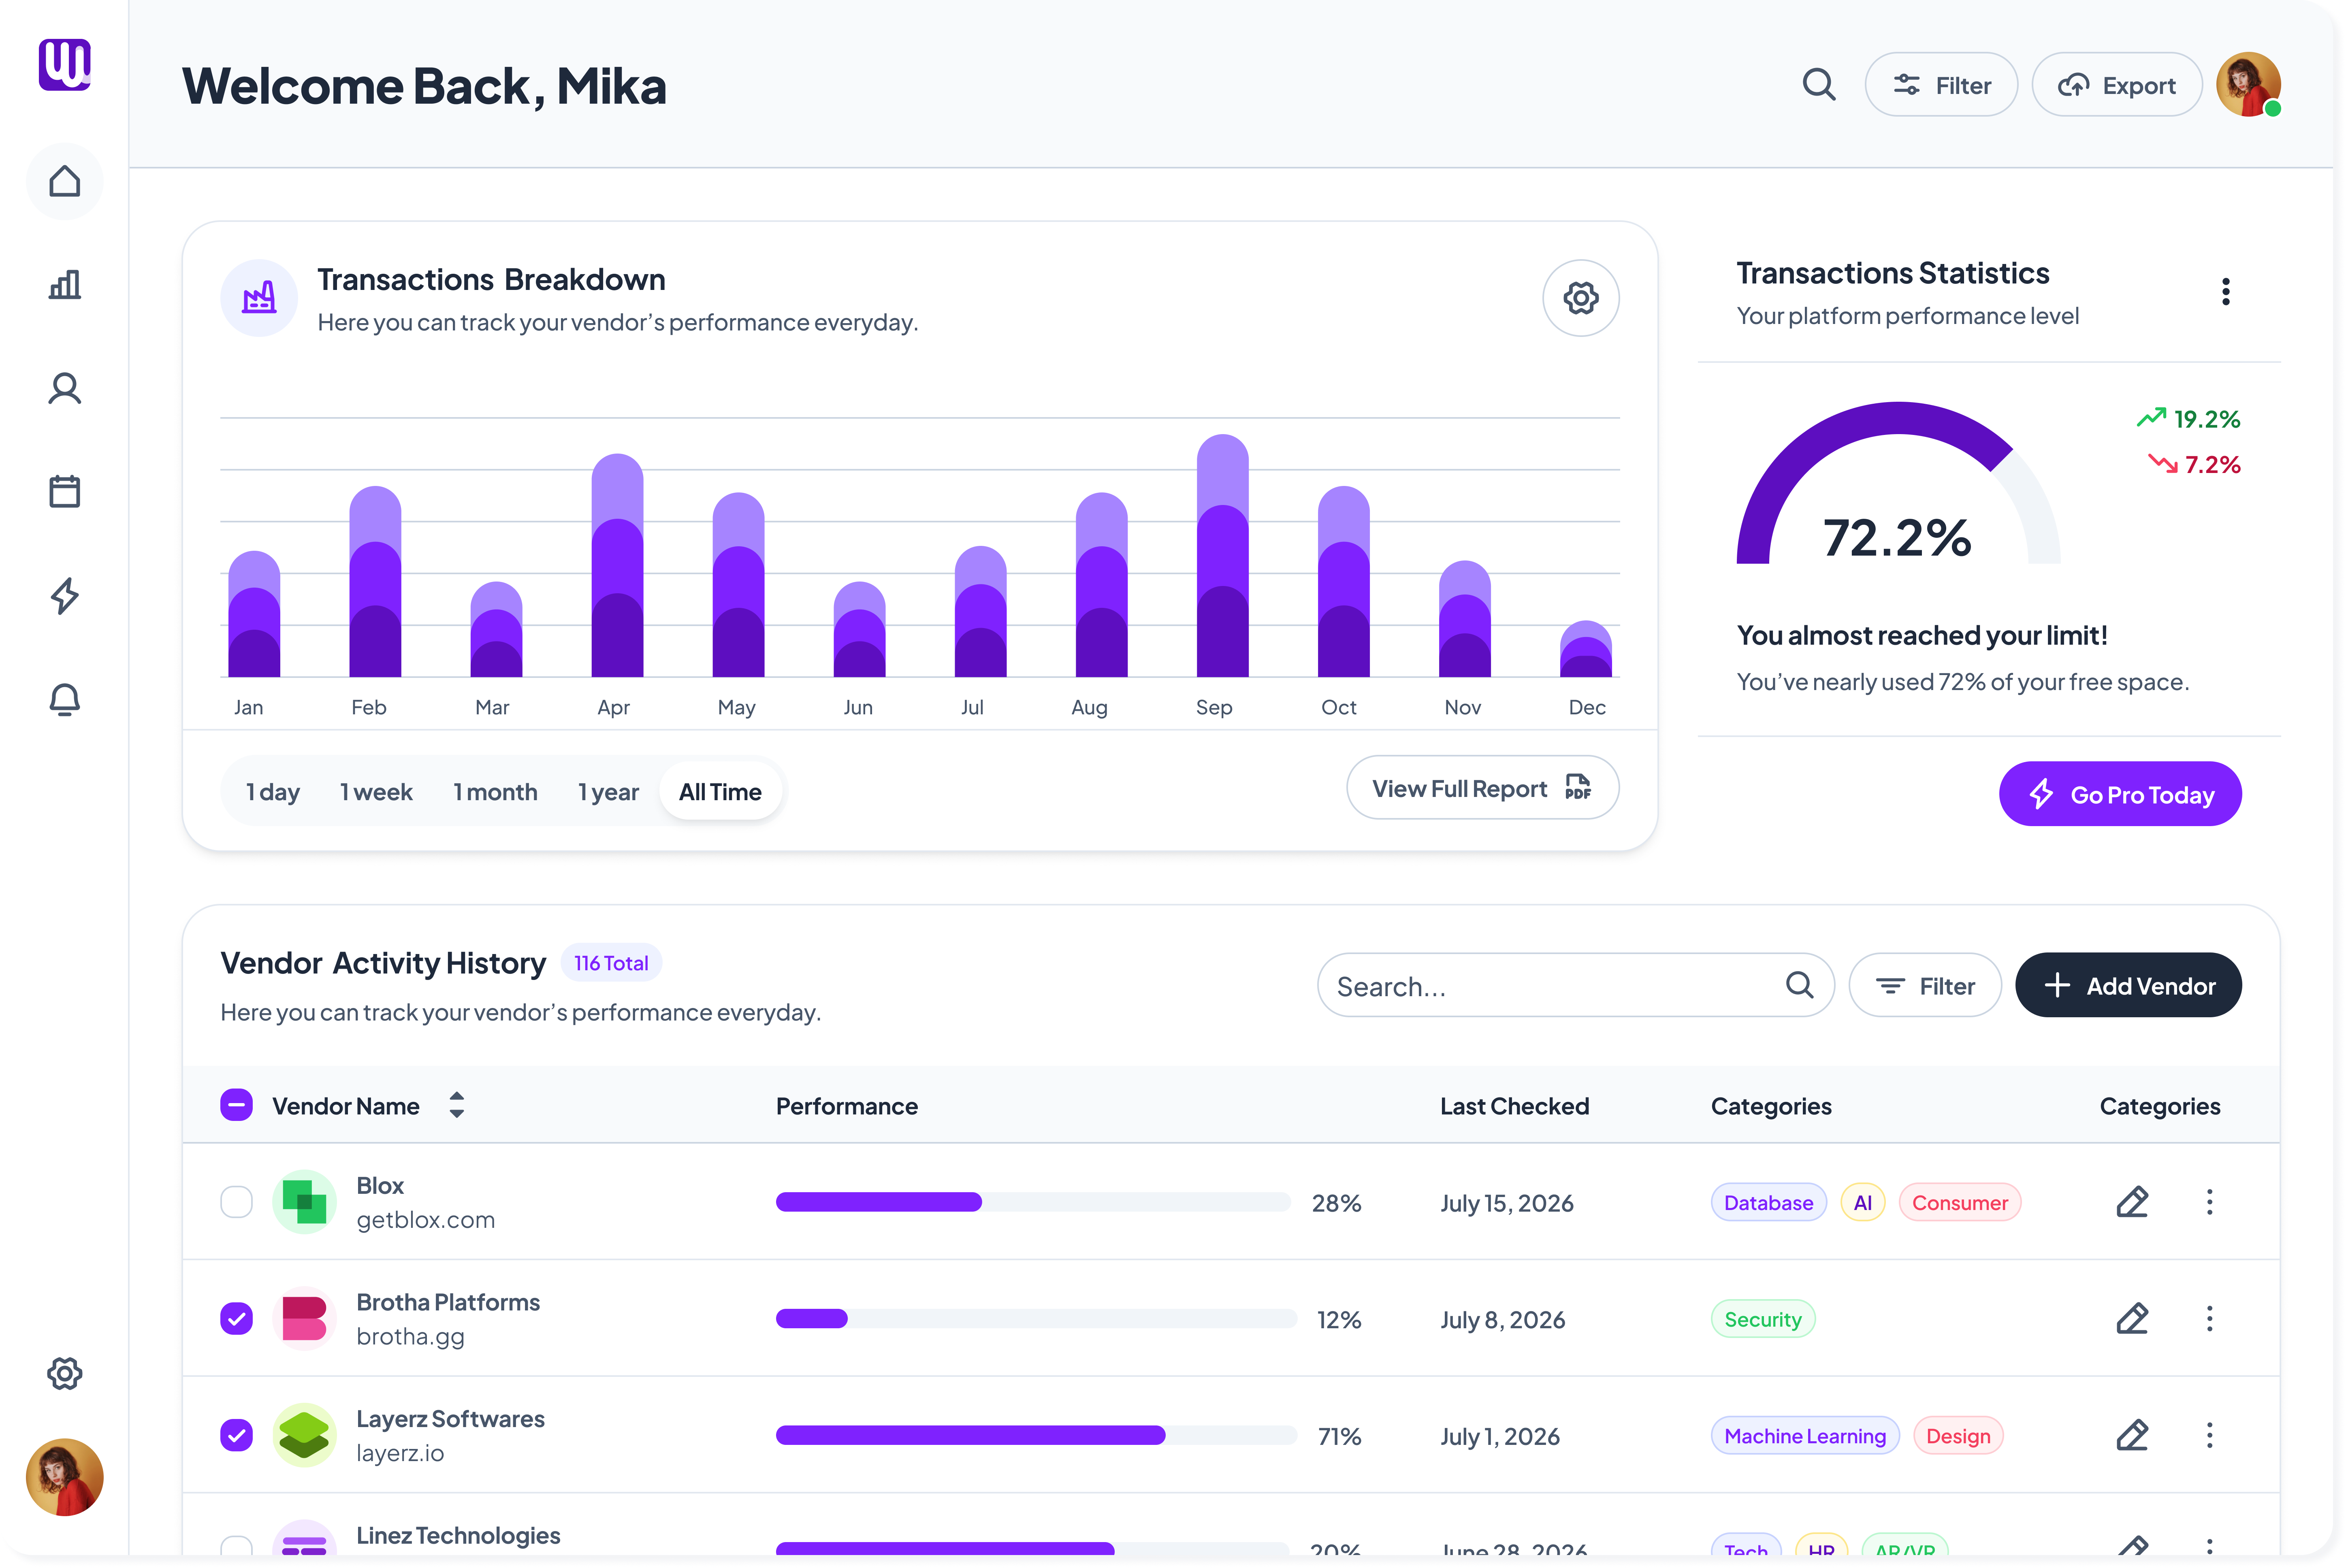 Welcome Back, Mika
Filter
Export
Transactions Breakdown
Here you can track your vendor’s performance everyday.
Jan Feb Mar Apr May Jun Jul Aug Sep Oct Nov Dec
1 day 1 week 1 month 1 year All Time
View Full Report
PDF
Transactions Statistics
Your platform performance level
19.2%
7.2%
72.2%
You almost reached your limit!
You’ve nearly used 72% of your free space.
Go Pro Today
Vendor Activity History 116 Total
Here you can track your vendor’s performance everyday.
Search...
Filter
Add Vendor
Vendor Name Performance Last Checked Categories Categories
Blox
getblox.com
28% July 15, 2026 Database AI Consumer
Brotha Platforms
brotha.gg
12% July 8, 2026 Security
Layerz Softwares
layerz.io
71% July 1, 2026 Machine Learning Design
Linez Technologies
20% June 28, 2026 Tech HR AR/VR